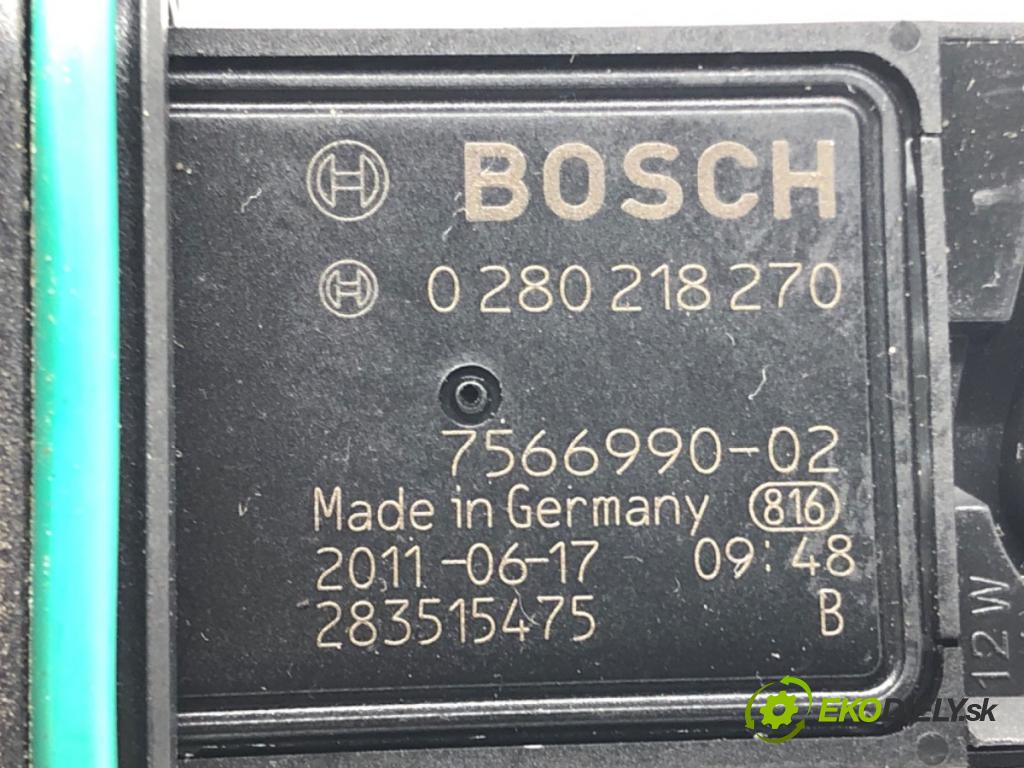 BOSCH
0 280 218 270
7566990-02
Made in Germany 816
2011-06-17 09:48
283515475 B
12 W
EKODIELY.sk